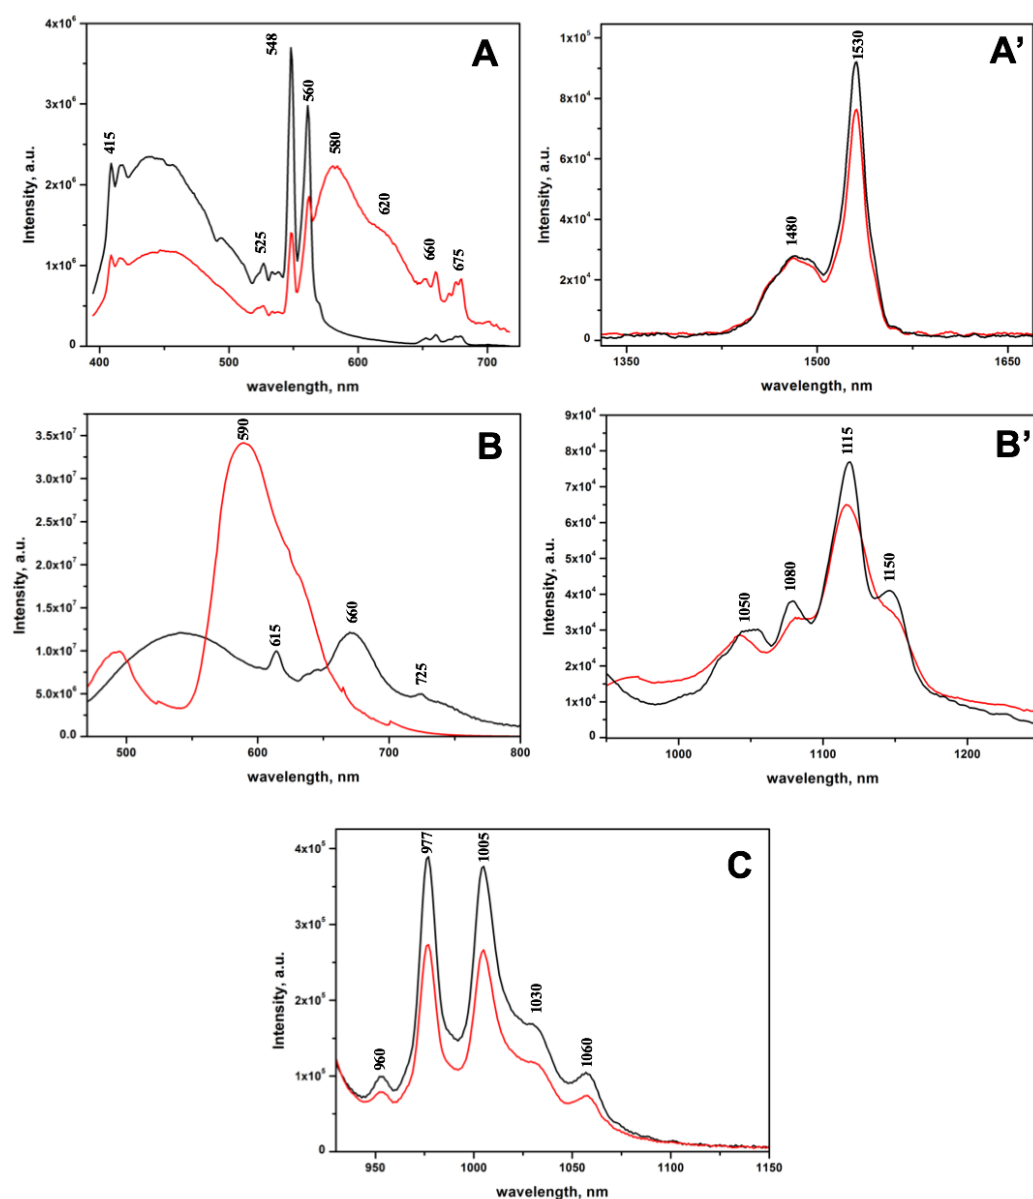 A
4x10⁶
3x10⁶
2x10⁶
1x10⁶
0
Intensity, a.u.
415
525
548
560
580
620
660
675
400 500 600 700
wavelength, nm
A’
1x10⁵
8x10⁴
6x10⁴
4x10⁴
2x10⁴
0
Intensity, a.u.
1480
1530
1350 1500 1650
wavelength, nm
B
3.5x10⁷
3.0x10⁷
2.5x10⁷
2.0x10⁷
1.5x10⁷
1.0x10⁷
5.0x10⁶
0.0
Intensity, a.u.
590
615
660
725
500 600 700 800
wavelength, nm
B’
9x10⁴
8x10⁴
7x10⁴
6x10⁴
5x10⁴
4x10⁴
3x10⁴
2x10⁴
1x10⁴
0
Intensity, a.u.
1050
1080
1115
1150
1000 1100 1200
wavelength, nm
C
4x10⁵
3x10⁵
2x10⁵
1x10⁵
0
Intensity, a.u.
960
977
1005
1030
1060
950 1000 1050 1100 1150
wavelength, nm